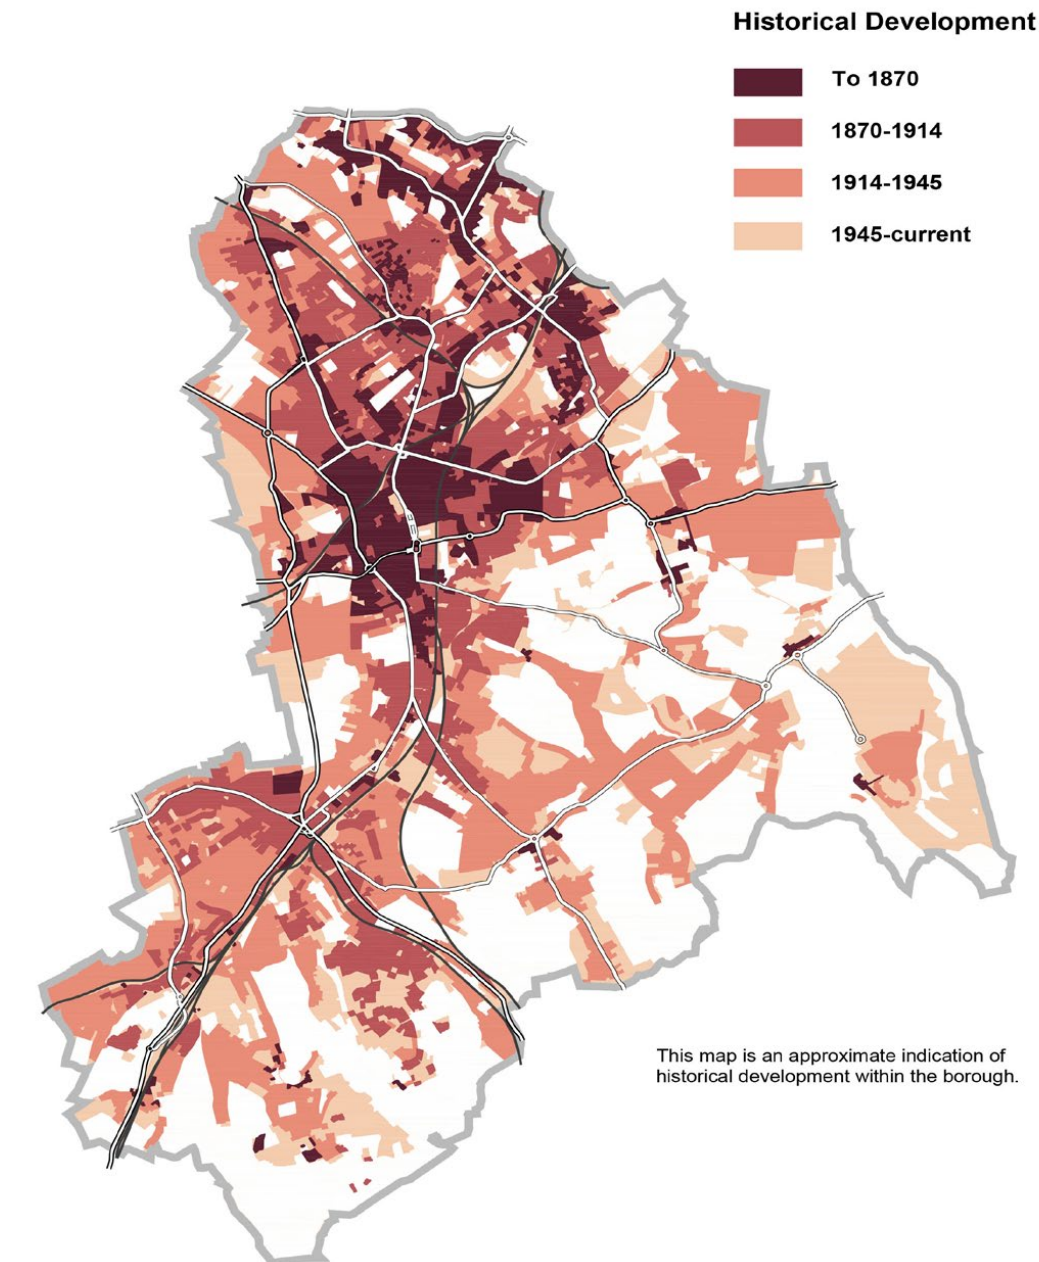 Historical Development
To 1870
1870-1914
1914-1945
1945-current
This map is an approximate indication of
historical development within the borough.